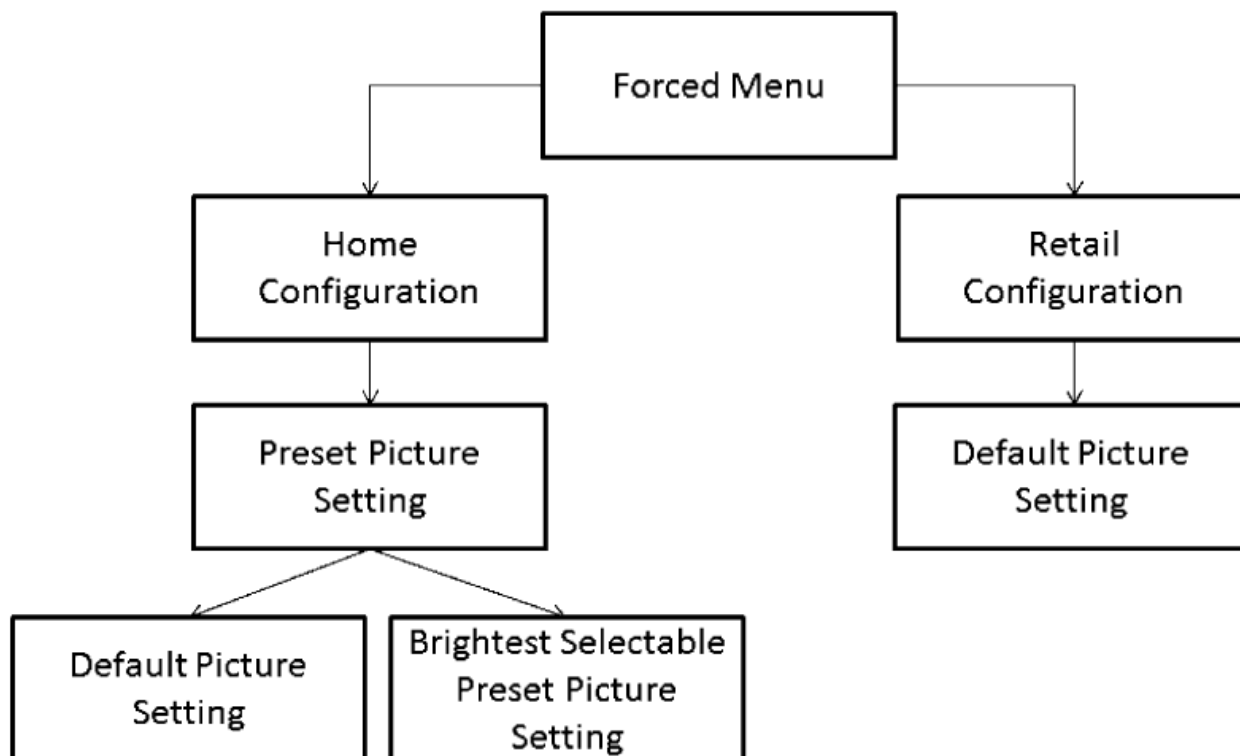 Forced Menu
Home
Configuration
Retail
Configuration
Preset Picture
Setting
Default Picture
Setting
Default Picture
Setting
Brightest Selectable
Preset Picture
Setting